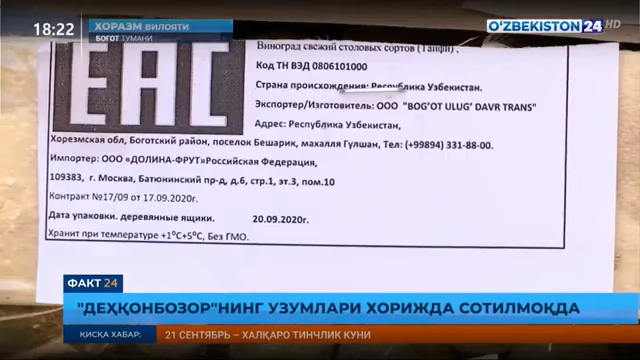 18:22
ХОРАЗМ ВИЛОЯТИ
БОҒОТ ТУМАНИ
O'ZBEKISTON 24 HD
EAC
Виноград свежий столовых сортов (Тайфи) ,
Код ТН ВЭД 0806101000
Страна происхождения: Республика Узбекистан.
Экспортер/Изготовитель: ООО "BOG'OT ULUG' DAVR TRANS"
Адрес: Республика Узбекистан,
Хорезмская обл, Боготский район, поселок Бешарик, махалля Гулшан, Тел: (+99894) 331-88-00.
Импортер: ООО «ДОЛИНА-ФРУТ»Российская Федерация,
109383, г. Москва, Батюнинский пр-д, д.6, стр.1, эт.3, пом.10
Контракт №17/09 от 17.09.2020г.
Дата упаковки. деревянные ящики. 20.09.2020г.
Хранит при температуре +1⁰С+5⁰С, Без ГМО.
ФАКТ 24
"ДЕҲҚОНБОЗОР"НИНГ УЗУМЛАРИ ХОРИЖДА СОТИЛМОҚДА
ҚИСҚА ХАБАР: 21 СЕНТЯБРЬ – ХАЛҚАРО ТИНЧЛИК КУНИ